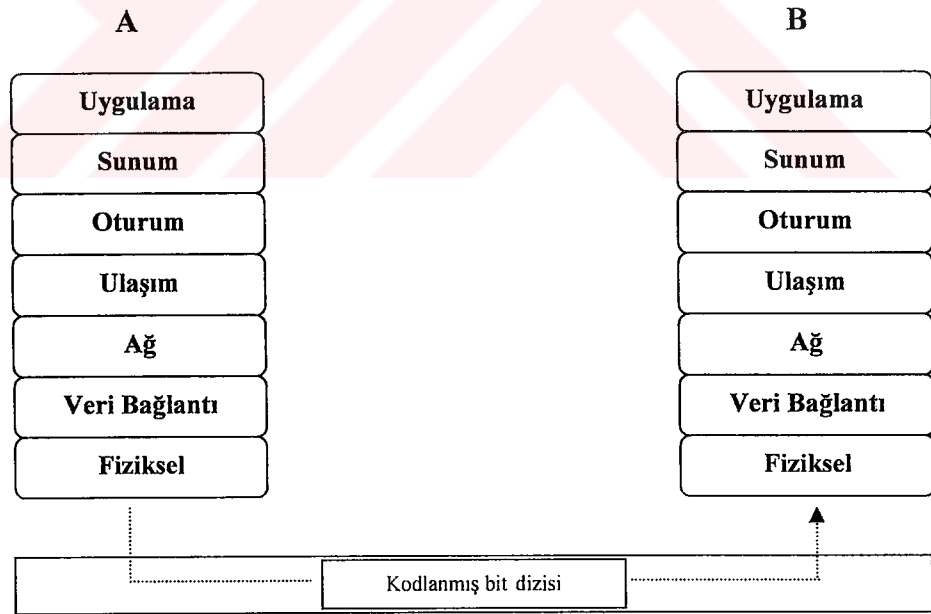 A B
Uygulama Uygulama
Sunum Sunum
Oturum Oturum
Ulaşım Ulaşım
Ağ Ağ
Veri Bağlantı Veri Bağlantı
Fiziksel Fiziksel
Kodlanmış bit dizisi